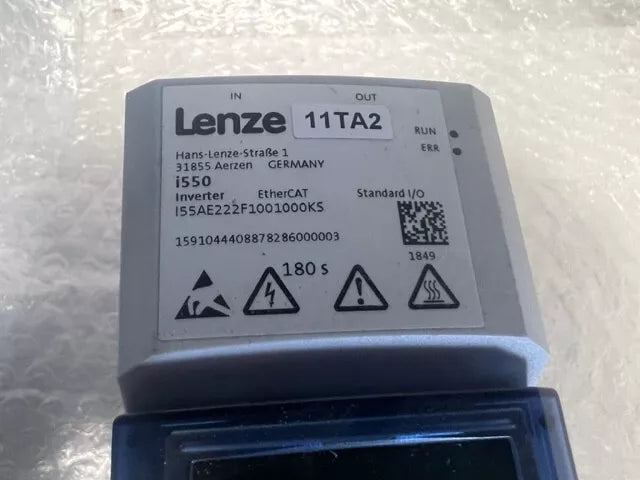 IN OUT
Lenze 11TA2
RUN
ERR
Hans-Lenze-Straße 1
31855 Aerzen GERMANY
i550
Inverter EtherCAT Standard I/O
I55AE222F1001000KS
1591044408878286000003
1849
180 s